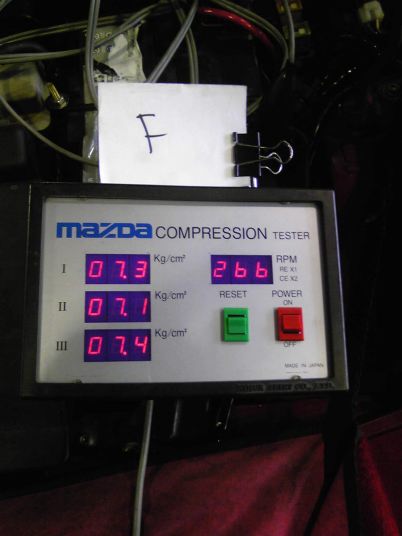 F
mazda COMPRESSION TESTER
I 07.3 Kg/cm²
266 RPM
RE X1
CE X2
II 07.1 Kg/cm²
RESET
POWER
ON
III 07.4 Kg/cm²
OFF
MADE IN JAPAN